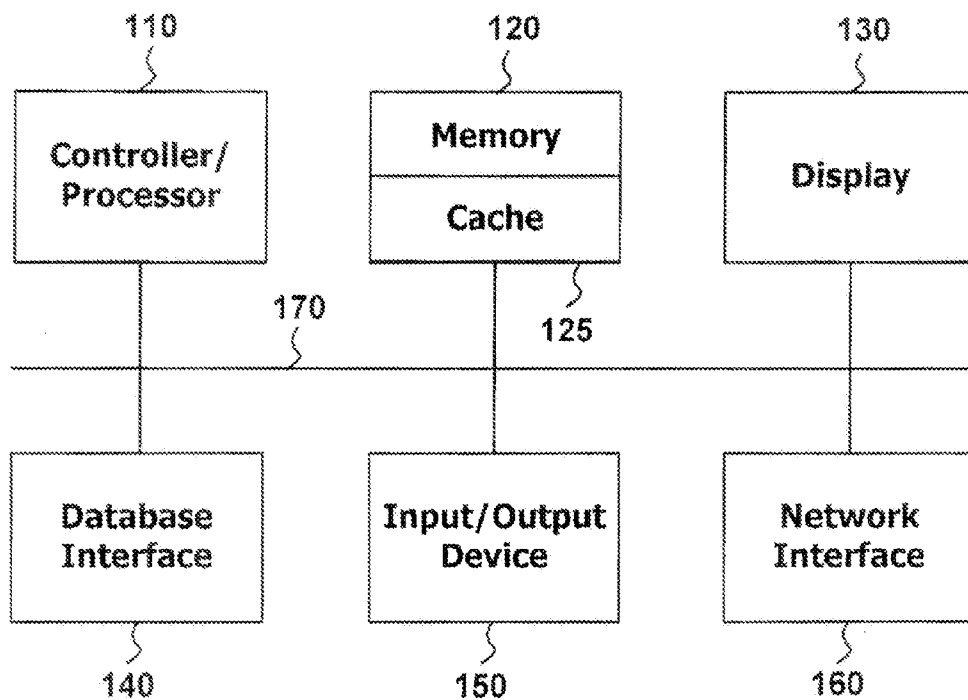 110
120
130
Controller/
Processor
Memory
Cache
Display
170
125
Database
Interface
Input/Output
Device
Network
Interface
140
150
160